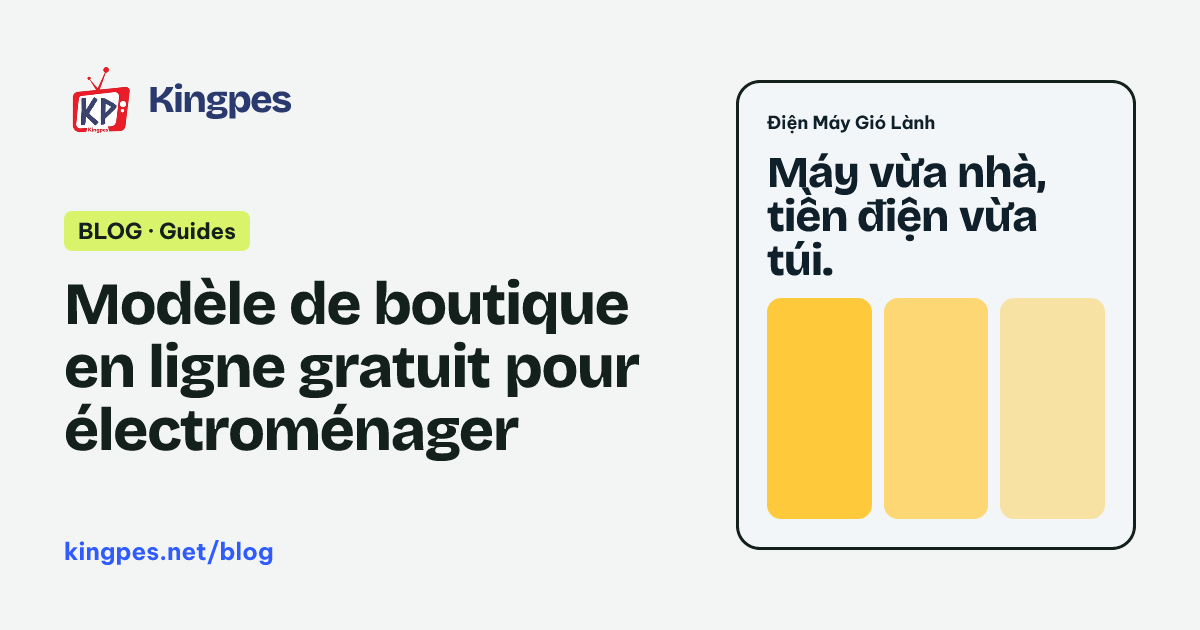 KP
Kingpes
Kingpes
BLOG · Guides
Modèle de boutique
en ligne gratuit pour
électroménager
kingpes.net/blog
Điện Máy Gió Lành
Máy vừa nhà,
tiền điện vừa
túi.